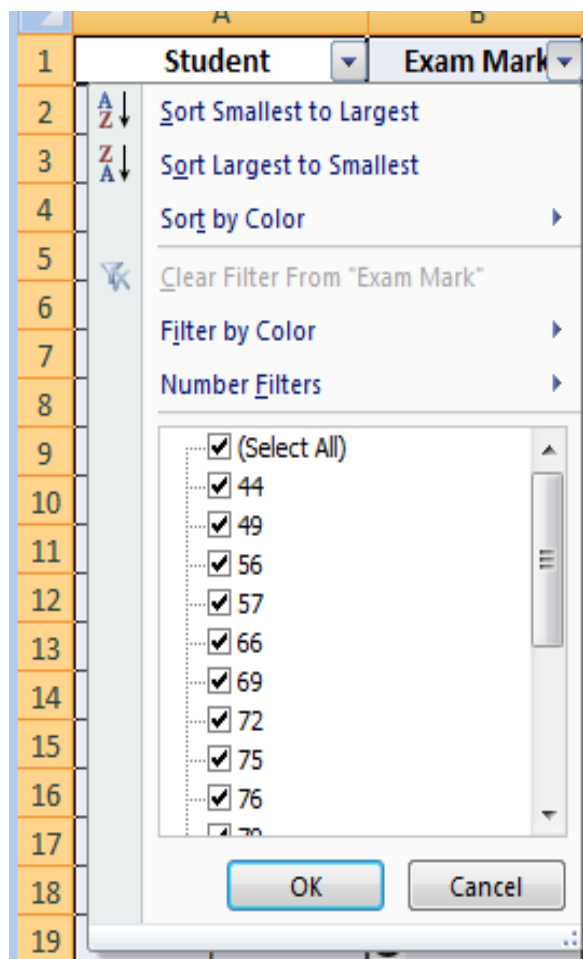 A B
1 Student Exam Mark
2 Sort Smallest to Largest
3 Sort Largest to Smallest
4 Sort by Color
5 Clear Filter From "Exam Mark"
6
7 Filter by Color
8 Number Filters
9 (Select All)
10 44
11 49
56
12 57
13 66
14 69
15 72
75
16 76
17
18 OK Cancel
19